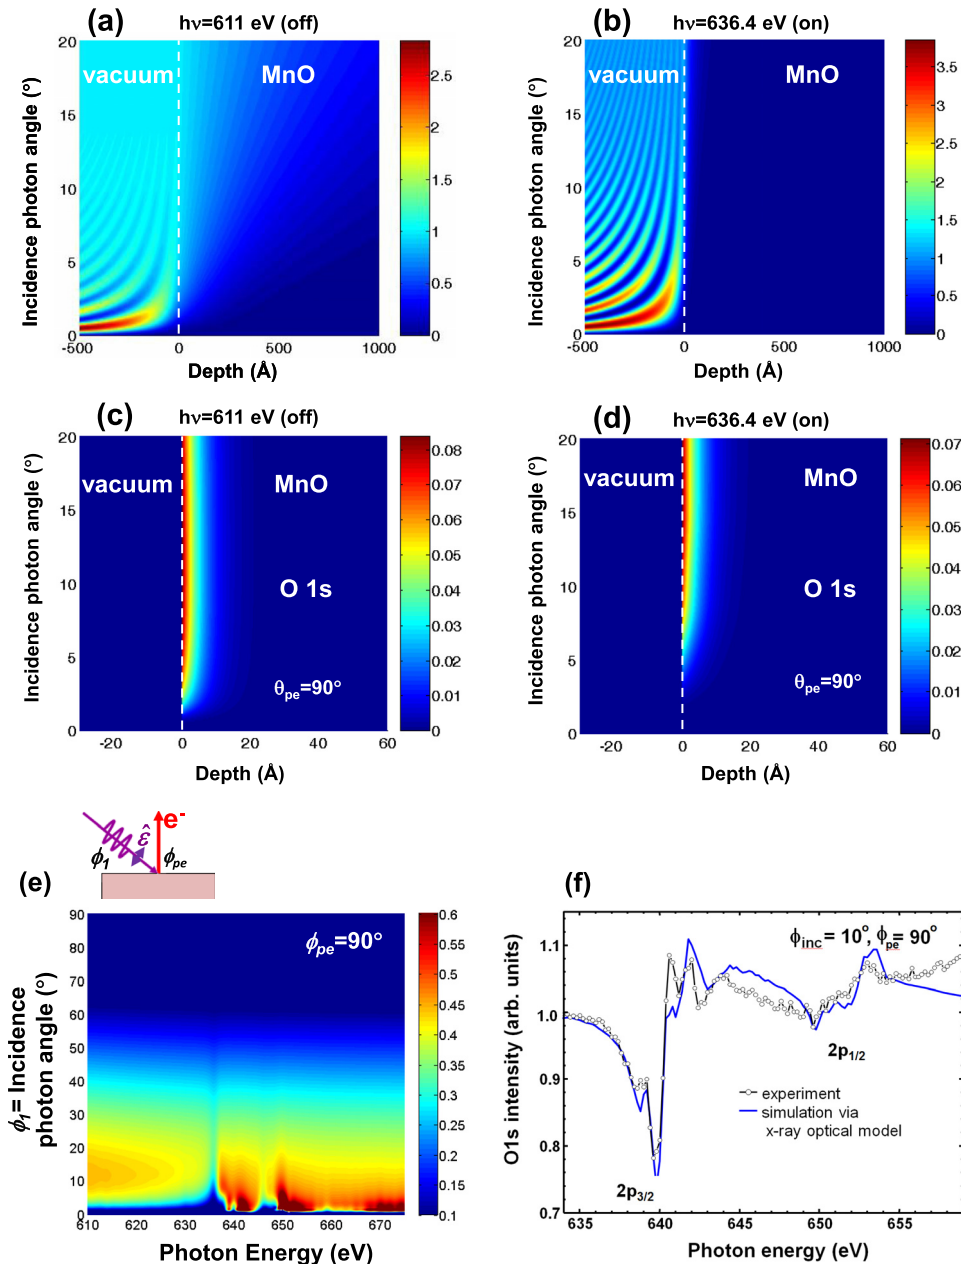 (a)
hν=611 eV (off)
vacuum
MnO
Incidence photon angle (°)
20
15
10
5
0
-500
0
500
1000
Depth (Å)
2.5
2
1.5
1
0.5
0
(b)
hν=636.4 eV (on)
vacuum
MnO
Incidence photon angle (°)
20
15
10
5
0
-500
0
500
1000
Depth (Å)
3.5
3
2.5
2
1.5
1
0.5
0
(c)
hν=611 eV (off)
vacuum
MnO
O 1s
θpe=90°
Incidence photon angle (°)
20
15
10
5
0
-20
0
20
40
60
Depth (Å)
0.08
0.07
0.06
0.05
0.04
0.03
0.02
0.01
0
(d)
hν=636.4 eV (on)
vacuum
MnO
O 1s
θpe=90°
Incidence photon angle (°)
20
15
10
5
0
-20
0
20
40
60
Depth (Å)
0.07
0.06
0.05
0.04
0.03
0.02
0.01
0
e-
ε̂
ϕ1
ϕpe
(e)
ϕpe=90°
ϕ1= Incidence
photon angle (°)
90
80
70
60
50
40
30
20
10
0
610
620
630
640
650
660
670
Photon Energy (eV)
0.6
0.55
0.5
0.45
0.4
0.35
0.3
0.25
0.2
0.15
0.1
(f)
ϕinc = 10°, ϕpe = 90°
O1s intensity (arb. units)
1.1
1.0
0.9
0.8
0.7
2p1/2
experiment
simulation via
x-ray optical model
2p3/2
635
640
645
650
655
Photon energy (eV)